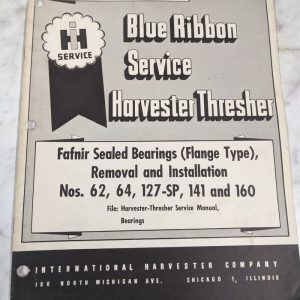 IH
SERVICE
Blue Ribbon
Service
Harvester Thresher
Fafnir Sealed Bearings (Flange Type),
Removal and Installation
Nos. 62, 64, 127-SP, 141 and 160
File: Harvester-Thresher Service Manual,
Bearings
INTERNATIONAL HARVESTER COMPANY
180 NORTH MICHIGAN AVE. CHICAGO 1, ILLINOIS